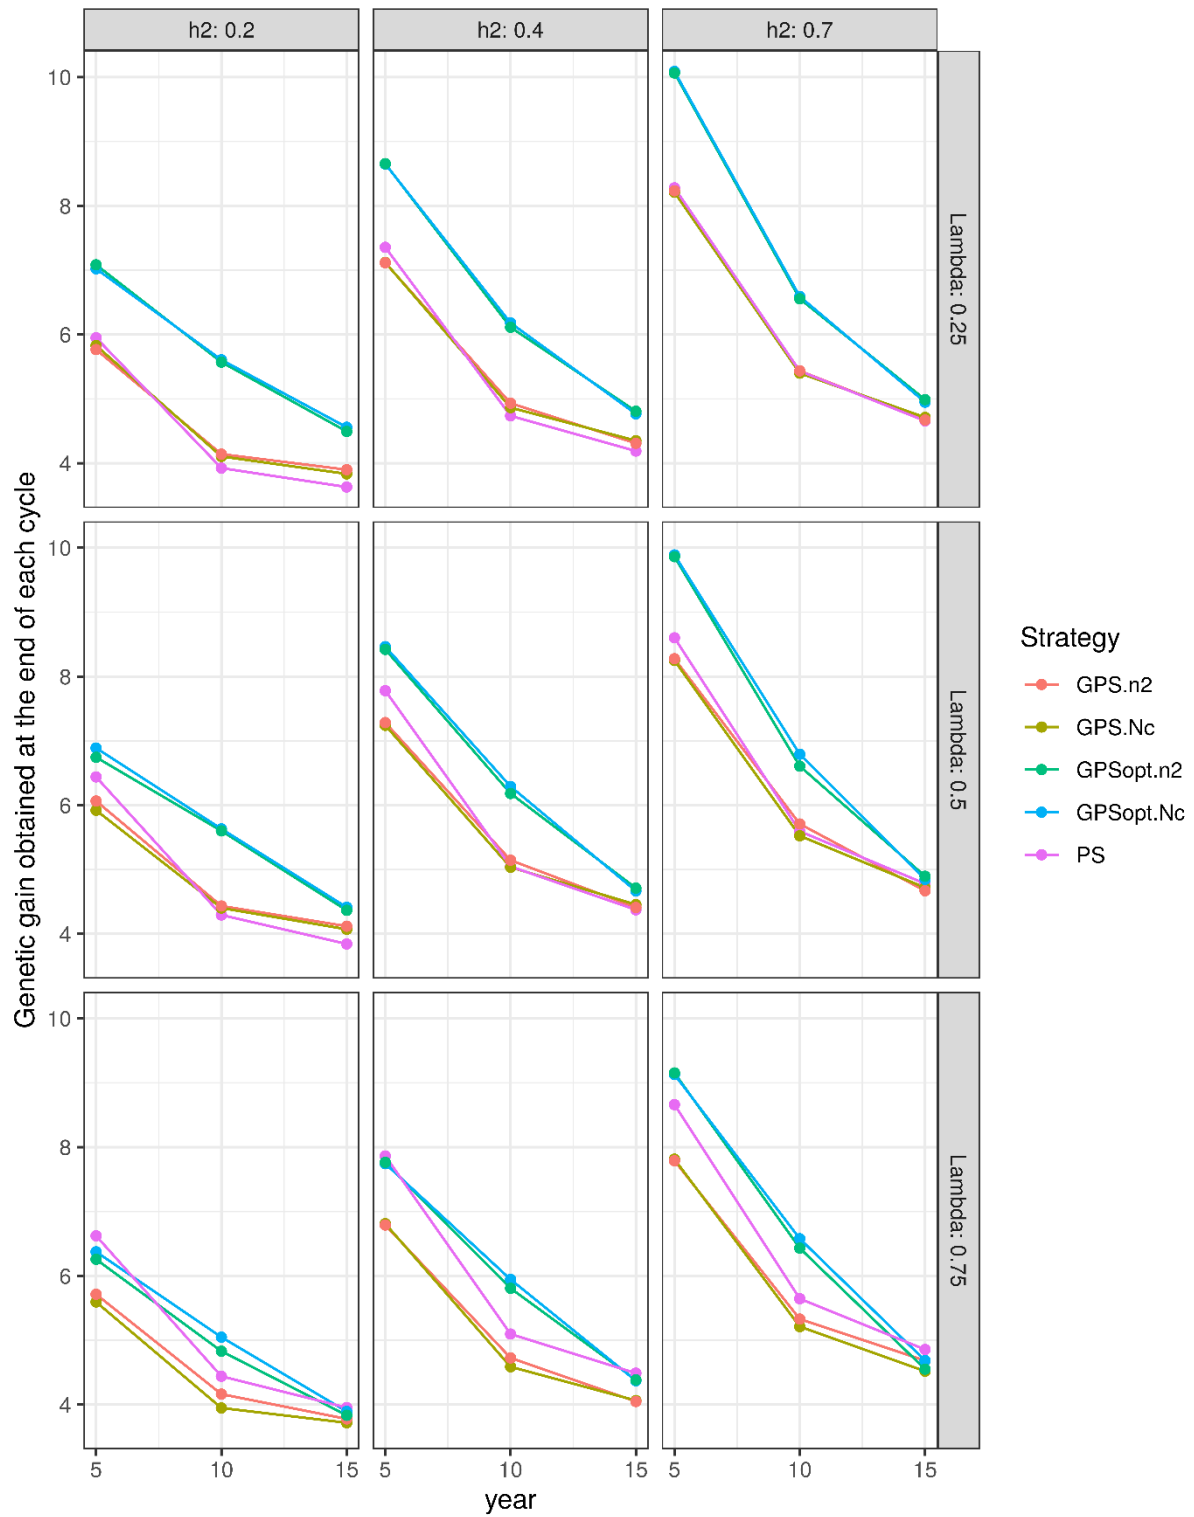 h2: 0.2
h2: 0.4
h2: 0.7
Genetic gain obtained at the end of each cycle
10
8
6
4
Lambda: 0.25
10
8
6
4
Lambda: 0.5
10
8
6
4
Lambda: 0.75
5
10
15
5
10
15
5
10
15
year
Strategy
GPS.n2
GPS.Nc
GPSopt.n2
GPSopt.Nc
PS